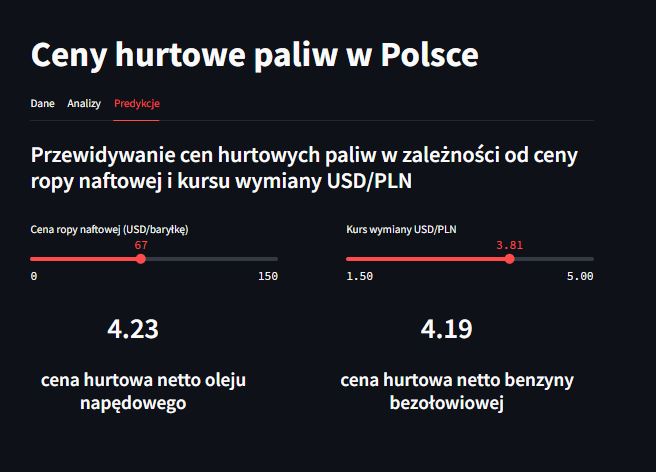 Ceny hurtowe paliw w Polsce
Dane Analizy Predykcje
Przewidywanie cen hurtowych paliw w zależności od ceny
ropy naftowej i kursu wymiany USD/PLN
Cena ropy naftowej (USD/baryłkę)
67
0 150
Kurs wymiany USD/PLN
3.81
1.50 5.00
4.23
cena hurtowa netto oleju
napędowego
4.19
cena hurtowa netto benzyny
bezołowiowej